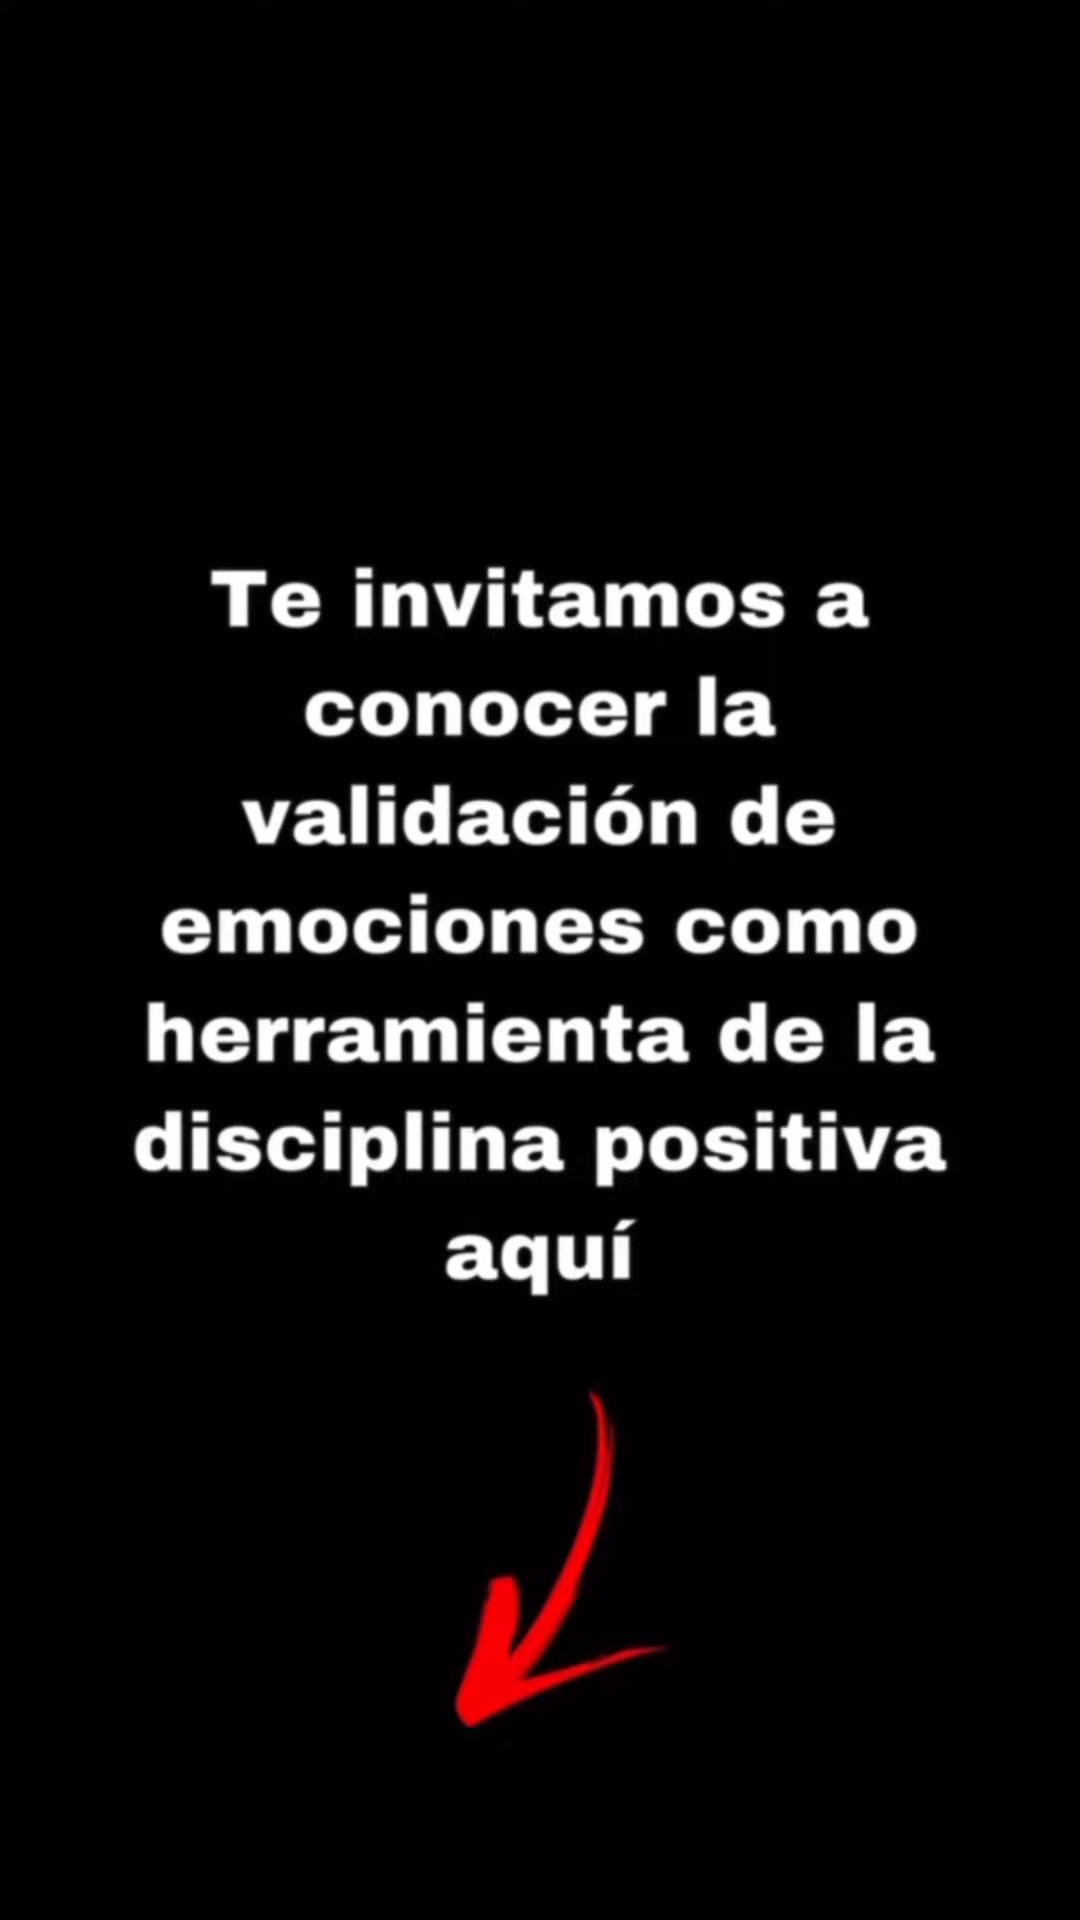 Te invitamos a
conocer la
validación de
emociones como
herramienta de la
disciplina positiva
aquí